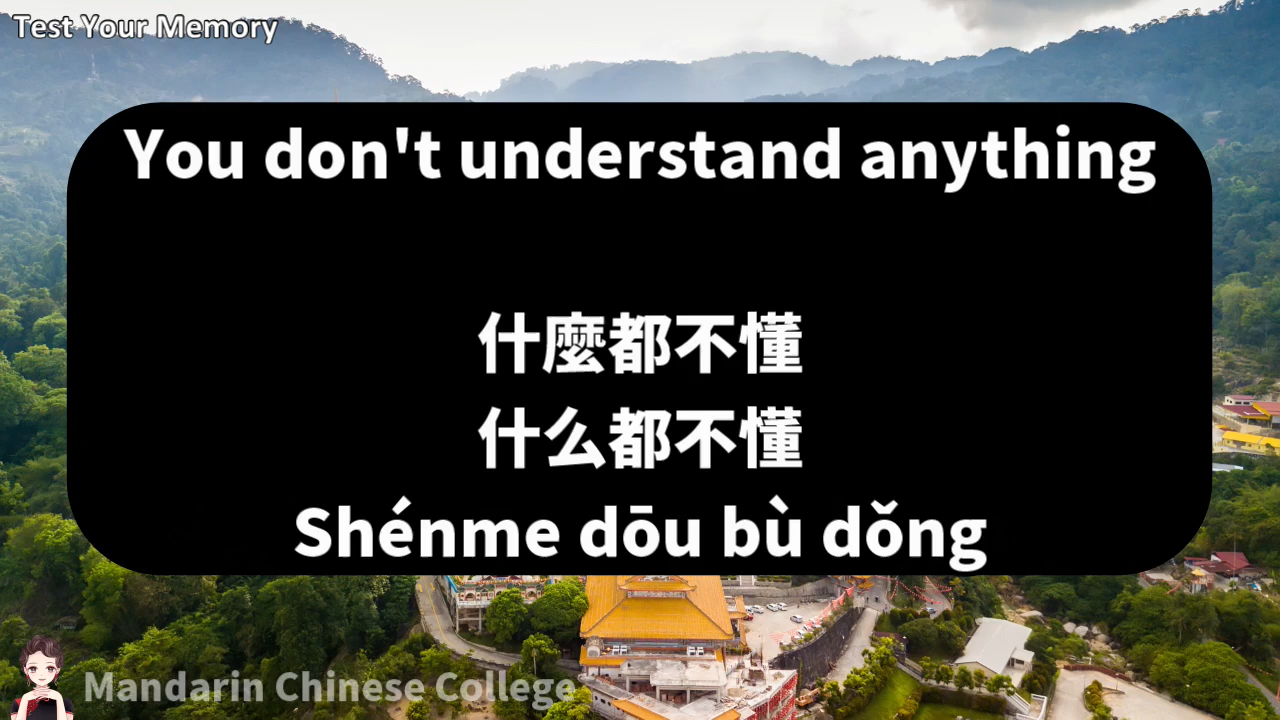 Test Your Memory
You don't understand anything
什麼都不懂
什么都不懂
Shénme dōu bù dǒng
Mandarin Chinese College